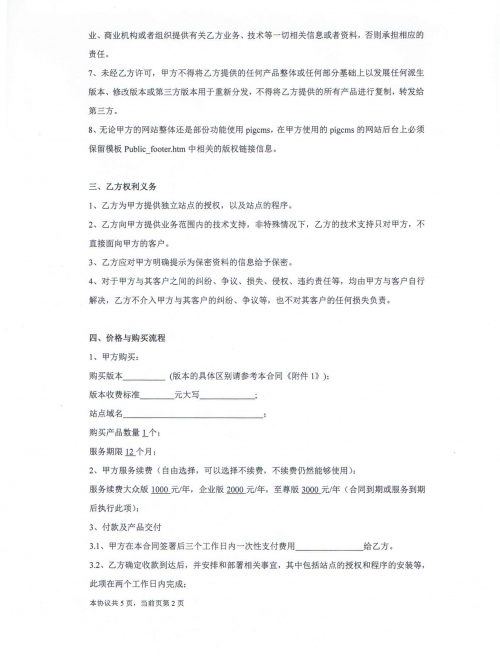 业、商业机构或者组织提供有关乙方业务、技术等一切相关信息或者资料，否则承担相应的
责任。
7、未经乙方许可，甲方不得将乙方提供的任何产品整体或任何部分基础上以发展任何派生
版本、修改版本或第三方版本用于重新分发，不得将乙方提供的所有产品进行复制，转发给
第三方。
8、无论甲方的网站整体还是部份功能使用 pigcms，在甲方使用的 pigcms 的网站后台上必须
保留模板 Public_footer.htm 中相关的版权链接信息。
三、乙方权利义务
1、乙方为甲方提供独立站点的授权，以及站点的程序。
2、乙方向甲方提供业务范围内的技术支持，非特殊情况下，乙方的技术支持只对甲方，不
直接面向甲方的客户。
3、乙方应对甲方明确提示为保密资料的信息给予保密。
4、对于甲方与其客户之间的纠纷、争议、损失、侵权、违约责任等，均由甲方与客户自行
解决，乙方不介入甲方与其客户的纠纷、争议等，也不对其客户的任何损失负责。
四、价格与购买流程
1、甲方购买：
购买版本__________ (版本的具体区别请参考本合同《附件 1》);
版本收费标准________元大写_____________;
站点域名_________________________________;
购买产品数量 1 个;
服务期限 12 个月;
2、甲方服务续费（自由选择，可以选择不续费，不续费仍然能够使用）;
服务续费大众版 1000 元/年，企业版 2000 元/年，至尊版 3000 元/年（合同到期或服务到期
后执行此项）;
3、付款及产品交付
3.1、甲方在本合同签署后三个工作日内一次性支付费用________________给乙方。
3.2、乙方确定收款到达后，并安排和部署相关事宜，其中包括站点的授权和程序的安装等，
此项在两个工作日内完成;
本协议共 5 页，当前页第 2 页